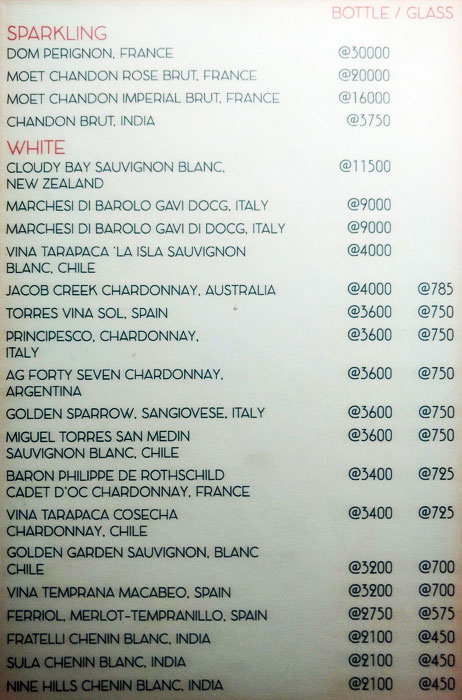 BOTTLE / GLASS
SPARKLING
DOM PERIGNON, FRANCE @30000
MOET CHANDON ROSE BRUT, FRANCE @20000
MOET CHANDON IMPERIAL BRUT, FRANCE @16000
CHANDON BRUT, INDIA @3750
WHITE
CLOUDY BAY SAUVIGNON BLANC, @11500
NEW ZEALAND
MARCHESI DI BAROLO GAVI DOCG, ITALY @9000
MARCHESI DI BAROLO GAVI DI DOCG, ITALY @9000
VINA TARAPACA 'LA ISLA SAUVIGNON @4000
BLANC, CHILE
JACOB CREEK CHARDONNAY, AUSTRALIA @4000 @785
TORRES VINA SOL, SPAIN @3600 @750
PRINCIPESCO, CHARDONNAY, @3600 @750
ITALY
AG FORTY SEVEN CHARDONNAY, @3600 @750
ARGENTINA
GOLDEN SPARROW, SANGIOVESE, ITALY @3600 @750
MIGUEL TORRES SAN MEDIN @3600 @750
SAUVIGNON BLANC, CHILE
BARON PHILIPPE DE ROTHSCHILD @3400 @725
CADET D'OC CHARDONNAY, FRANCE
VINA TARAPACA COSECHA @3400 @725
CHARDONNAY, CHILE
GOLDEN GARDEN SAUVIGNON, BLANC
CHILE @3200 @700
VINA TEMPRANA MACABEO, SPAIN @3200 @700
FERRIOL, MERLOT-TEMPRANILLO, SPAIN @2750 @575
FRATELLI CHENIN BLANC, INDIA @2100 @450
SULA CHENIN BLANC, INDIA @2100 @450
NINE HILLS CHENIN BLANC, INDIA @2100 @450